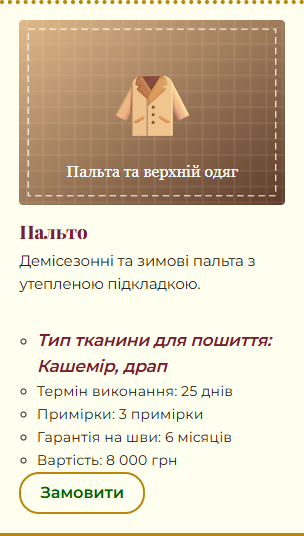 Пальта та верхній одяг
Пальто
Демісезонні та зимові пальта з
утепленою підкладкою.
Тип тканини для пошиття:
Кашемір, драп
Термін виконання: 25 днів
Примірки: 3 примірки
Гарантія на шви: 6 місяців
Вартість: 8 000 грн
Замовити